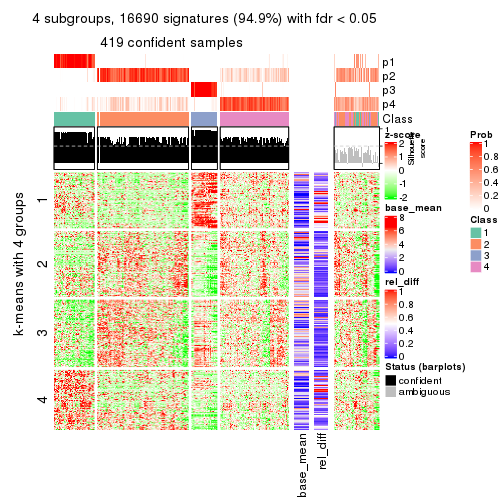 4 subgroups, 16690 signatures (94.9%) with fdr < 0.05
419 confident samples
p1
p2
p3
p4
Class
1
Silhouette
score
k-means with 4 groups
1
2
3
4
base_mean
rel_diff
z-score
2
1
0
-1
-2
base_mean
8
6
4
2
0
rel_diff
1
0.8
0.6
0.4
0.2
0
Status (barplots)
confident
ambiguous
Prob
1
0.8
0.6
0.4
0.2
0
Class
1
2
3
4